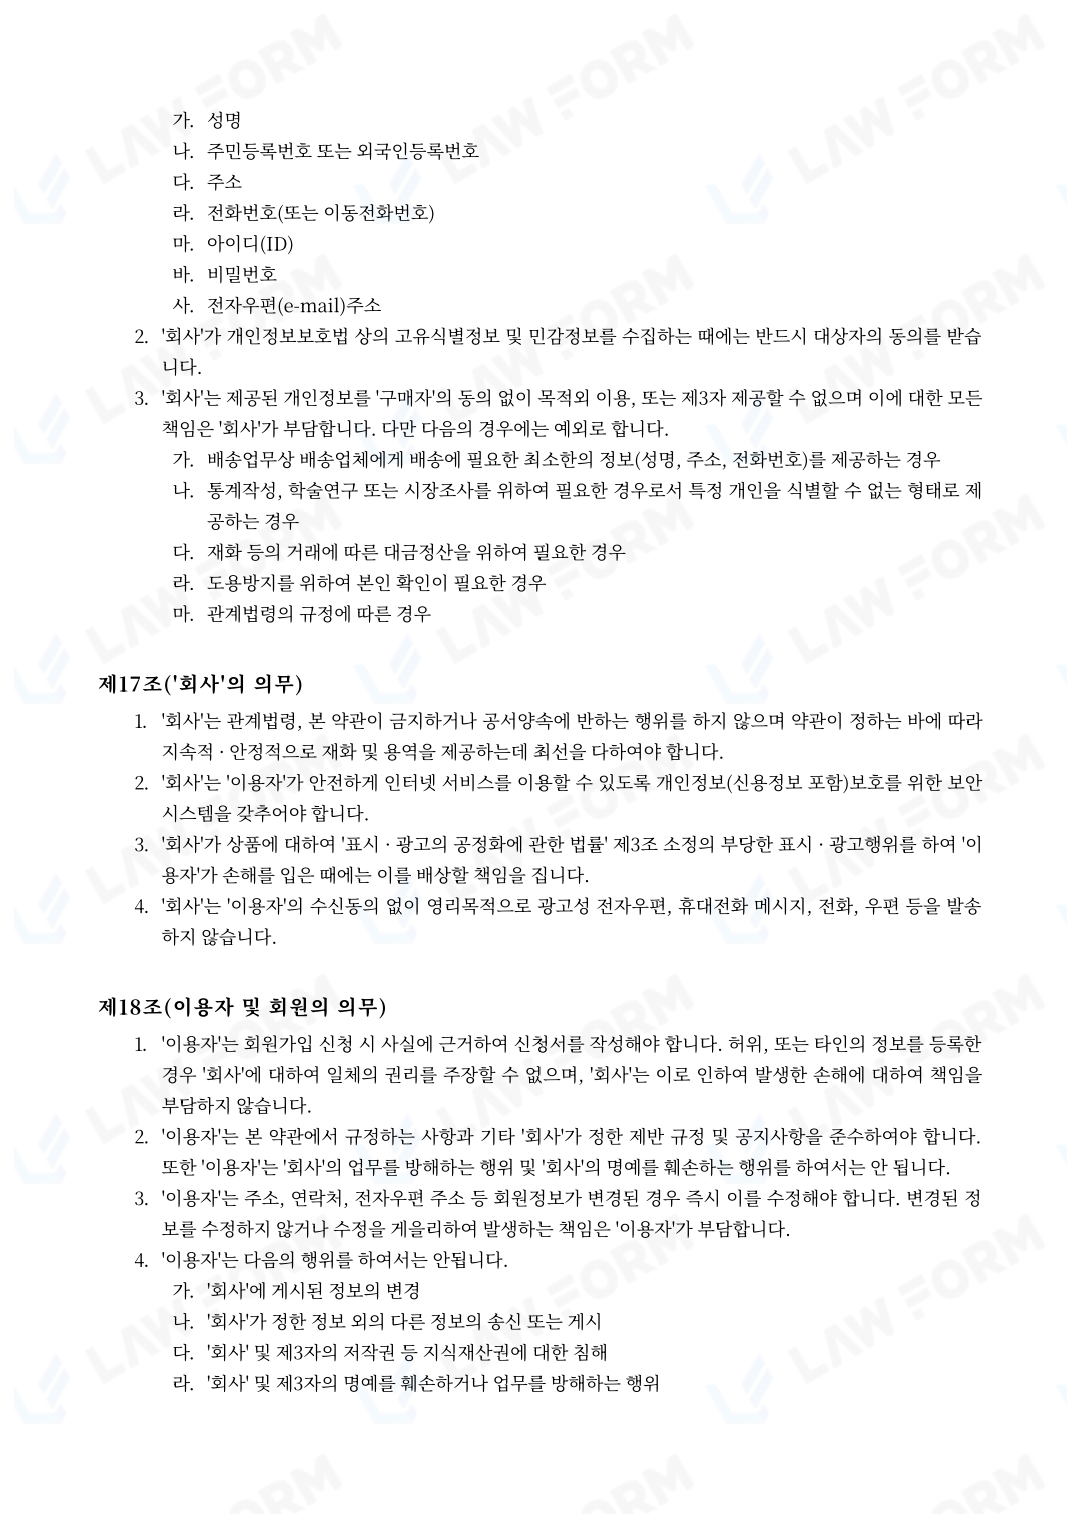 가. 성명
나. 주민등록번호 또는 외국인등록번호
다. 주소
라. 전화번호(또는 이동전화번호)
마. 아이디(ID)
바. 비밀번호
사. 전자우편(e-mail)주소
2. '회사'가 개인정보보호법 상의 고유식별정보 및 민감정보를 수집하는 때에는 반드시 대상자의 동의를 받습
니다.
3. '회사'는 제공된 개인정보를 '구매자'의 동의 없이 목적외 이용, 또는 제3자 제공할 수 없으며 이에 대한 모든
책임은 '회사'가 부담합니다. 다만 다음의 경우에는 예외로 합니다.
가. 배송업무상 배송업체에게 배송에 필요한 최소한의 정보(성명, 주소, 전화번호)를 제공하는 경우
나. 통계작성, 학술연구 또는 시장조사를 위하여 필요한 경우로서 특정 개인을 식별할 수 없는 형태로 제
공하는 경우
다. 재화 등의 거래에 따른 대금정산을 위하여 필요한 경우
라. 도용방지를 위하여 본인 확인이 필요한 경우
마. 관계법령의 규정에 따른 경우
제17조('회사'의 의무)
1. '회사'는 관계법령, 본 약관이 금지하거나 공서양속에 반하는 행위를 하지 않으며 약관이 정하는 바에 따라
지속적 · 안정적으로 재화 및 용역을 제공하는데 최선을 다하여야 합니다.
2. '회사'는 '이용자'가 안전하게 인터넷 서비스를 이용할 수 있도록 개인정보(신용정보 포함)보호를 위한 보안
시스템을 갖추어야 합니다.
3. '회사'가 상품에 대하여 '표시 · 광고의 공정화에 관한 법률' 제3조 소정의 부당한 표시 · 광고행위를 하여 '이
용자'가 손해를 입은 때에는 이를 배상할 책임을 집니다.
4. '회사'는 '이용자'의 수신동의 없이 영리목적으로 광고성 전자우편, 휴대전화 메시지, 전화, 우편 등을 발송
하지 않습니다.
제18조(이용자 및 회원의 의무)
1. '이용자'는 회원가입 신청 시 사실에 근거하여 신청서를 작성해야 합니다. 허위, 또는 타인의 정보를 등록한
경우 '회사'에 대하여 일체의 권리를 주장할 수 없으며, '회사'는 이로 인하여 발생한 손해에 대하여 책임을
부담하지 않습니다.
2. '이용자'는 본 약관에서 규정하는 사항과 기타 '회사'가 정한 제반 규정 및 공지사항을 준수하여야 합니다.
또한 '이용자'는 '회사'의 업무를 방해하는 행위 및 '회사'의 명예를 훼손하는 행위를 하여서는 안 됩니다.
3. '이용자'는 주소, 연락처, 전자우편 주소 등 회원정보가 변경된 경우 즉시 이를 수정해야 합니다. 변경된 정
보를 수정하지 않거나 수정을 게을리하여 발생하는 책임은 '이용자'가 부담합니다.
4. '이용자'는 다음의 행위를 하여서는 안됩니다.
가. '회사'에 게시된 정보의 변경
나. '회사'가 정한 정보 외의 다른 정보의 송신 또는 게시
다. '회사' 및 제3자의 저작권 등 지식재산권에 대한 침해
라. '회사' 및 제3자의 명예를 훼손하거나 업무를 방해하는 행위